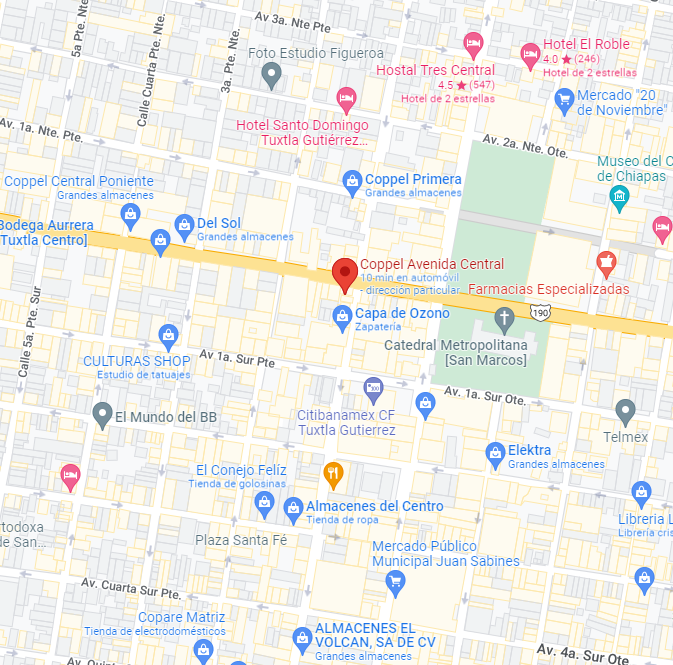 Av 3a. Nte Pte.
5a Pte. Nte.
Calle Cuarta Pte. Nte.
3a. Pte. Nte.
Foto Estudio Figueroa
Hotel El Roble
4.0 ★ (246)
Hotel de 2 estrellas
Hostal Tres Central
4.5 ★ (547)
Hotel de 2 estrellas
Mercado "20
de Noviembre"
Hotel Santo Domingo
Tuxtla Gutiérrez...
Av. 1a. Nte. Pte.
Av. 2a. Nte. Ote.
Museo del C
de Chiapas
Coppel Central Poniente
Grandes almacenes
Coppel Primera
Grandes almacenes
Bodega Aurrera
[Tuxtla Centro]
Del Sol
Grandes almacenes
Coppel Avenida Central
10 min en automóvil
- dirección particular
Farmacias Especializadas
190
Capa de Ozono
Zapatería
Catedral Metropolitana
[San Marcos]
Calle 5a. Pte. Sur
CULTURAS SHOP
Estudio de tatuajes
Av 1a. Sur Pte
Av. 1a. Sur Ote.
Citibanamex CF
Tuxtla Gutierrez
El Mundo del BB
Telmex
Elektra
Grandes almacenes
El Conejo Felíz
Tienda de golosinas
Almacenes del Centro
Tienda de ropa
Librería L
Librería cris
todoxa
de San...
Plaza Santa Fé
Mercado Público
Municipal Juan Sabines
Av. Cuarta Sur Pte.
Copare Matriz
Tienda de electrodomésticos
ALMACENES EL
VOLCAN, SA DE CV
Grandes almacenes
Av. 4a. Sur Ote.
Av. Quinta